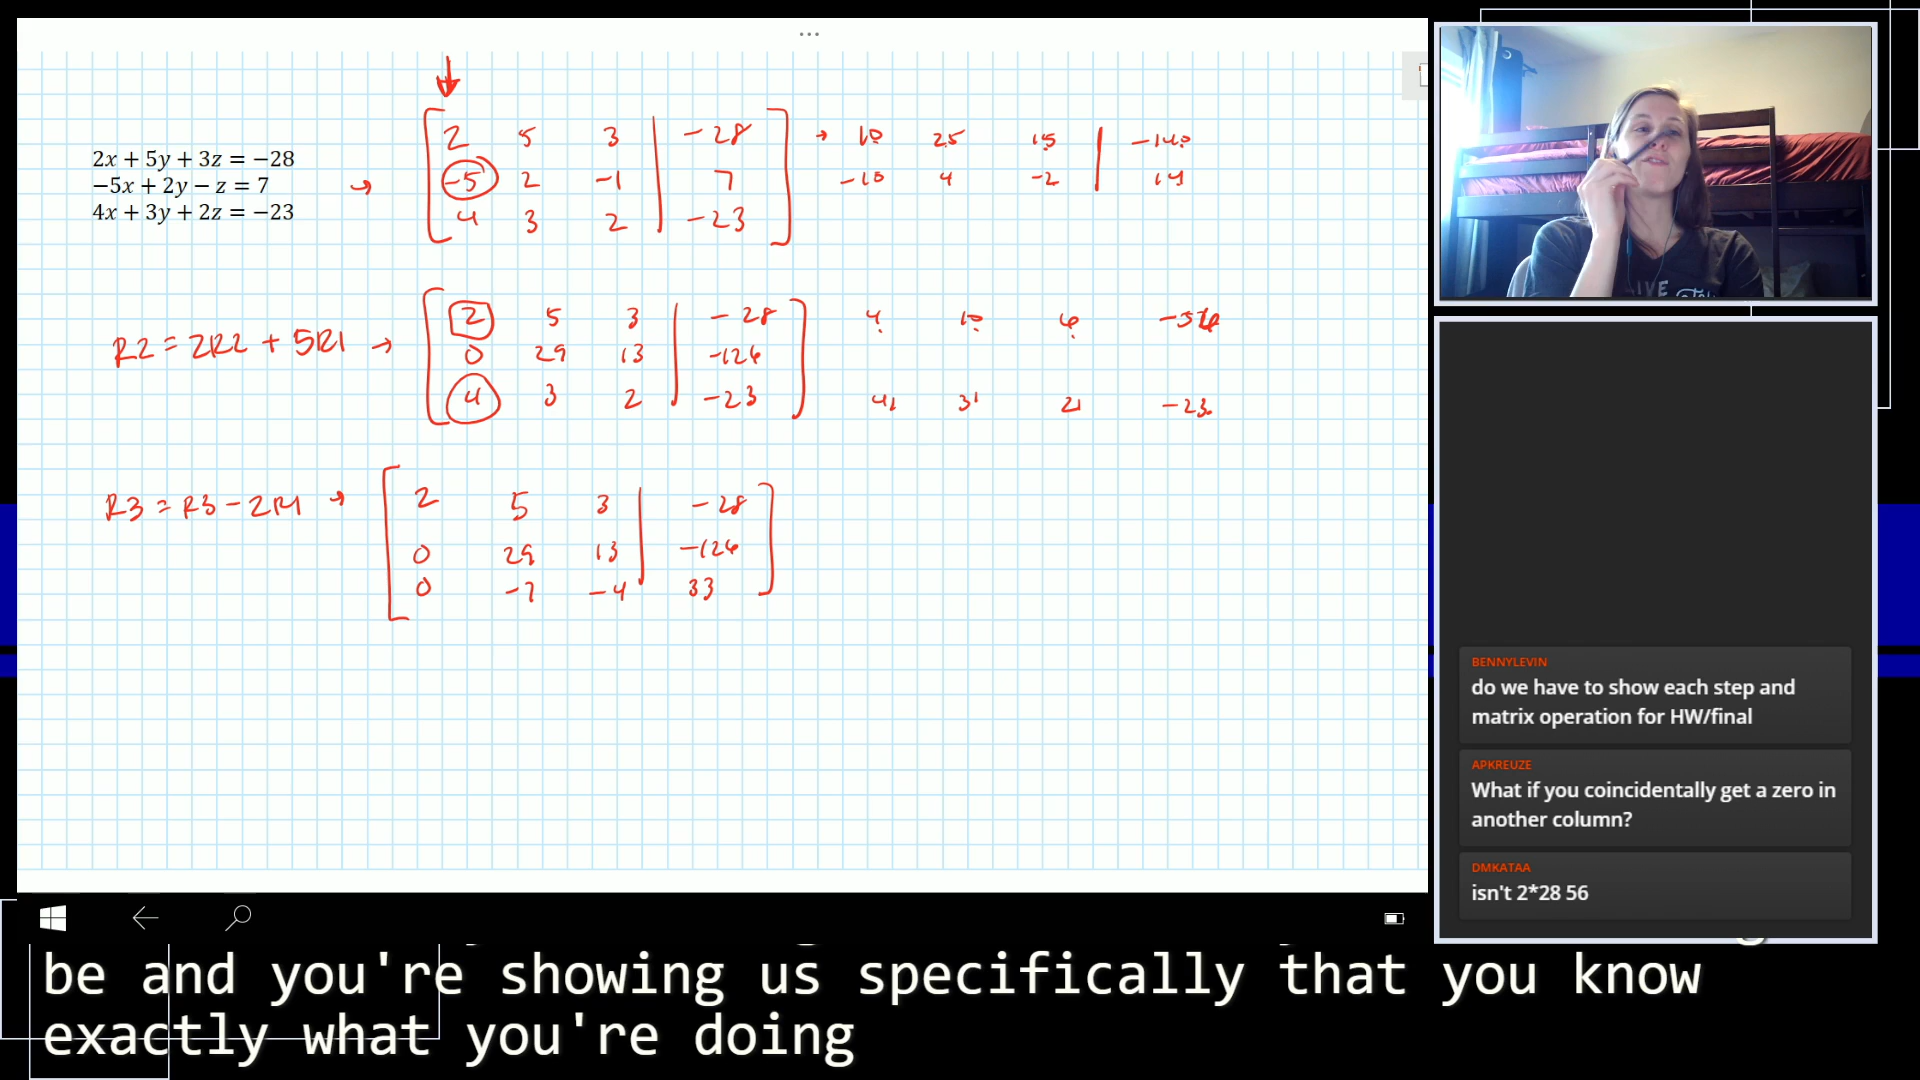 2x + 5y + 3z = −28
−5x + 2y − z = 7
4x + 3y + 2z = −23
→
2 5 3 | −28 → 10 25 15 | −140
−5 2 −1 | 7 −10 4 −2 | 14
4 3 2 | −23
R2 = 2R2 + 5R1 →
2 5 3 | −28 4 10 6 −56
0 29 13 | −126
4 3 2 | −23 4 3 2 −23
R3 = R3 − 2R1 →
2 5 3 | −28
0 29 13 | −126
0 −7 −4 | 33
BENNYLEVIN
do we have to show each step and
matrix operation for HW/final
APKREUZE
What if you coincidentally get a zero in
another column?
DMKATAA
isn't 2*28 56
be and you're showing us specifically that you know
exactly what you're doing